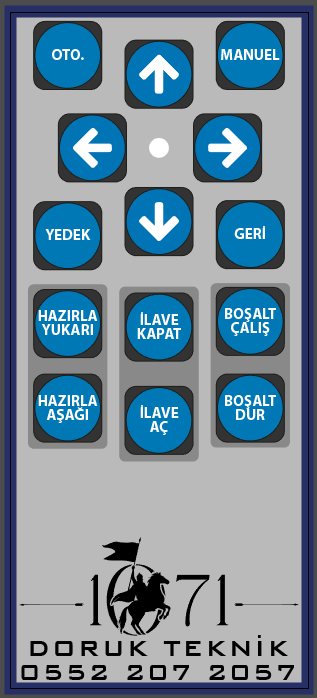 OTO.
MANUEL
YEDEK
GERİ
HAZIRLA
YUKARI
İLAVE
KAPAT
BOŞALT
ÇALIŞ
HAZIRLA
AŞAĞI
İLAVE
AÇ
BOŞALT
DUR
1071
DORUK TEKNİK
0552 207 2057